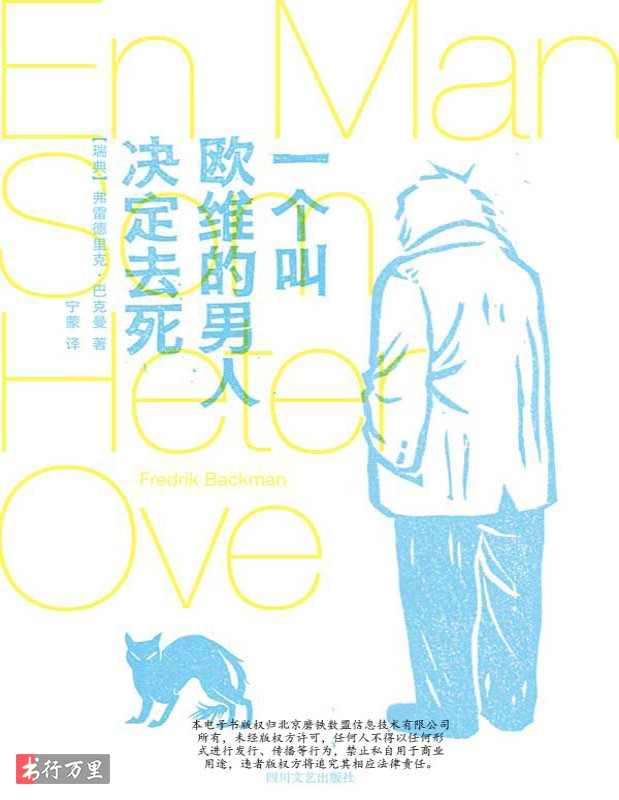 En Man
Som
Heter
Ove
一个叫
欧维的男人
决定去死
【瑞典】弗雷德里克·巴克曼 著
宁蒙 译
Fredrik Backman
本电子书版权归北京磨铁数盟信息技术有限公司
所有，未经版权方许可，任何人不得以任何形
式进行发行、传播等行为，禁止私自用于商业
用途，违者版权方将追究其相应法律责任。
四川文艺出版社
书行万里